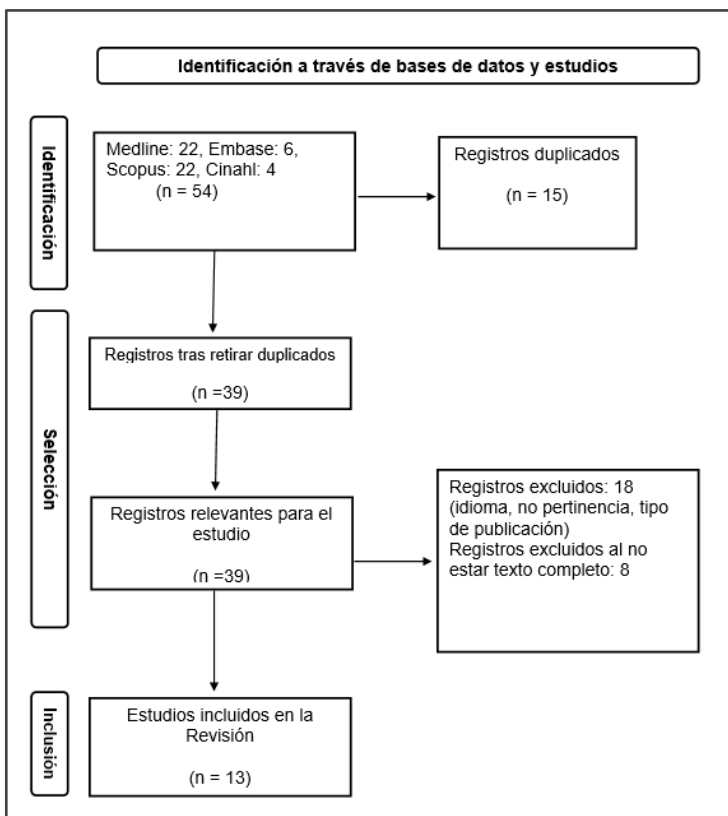 Identificación a través de bases de datos y estudios
Identificación
Medline: 22, Embase: 6,
Scopus: 22, Cinahl: 4
(n = 54)
Registros duplicados
(n = 15)
Selección
Registros tras retirar duplicados
(n =39)
Registros relevantes para el
estudio
(n =39)
Registros excluidos: 18
(idioma, no pertinencia, tipo
de publicación)
Registros excluidos al no
estar texto completo: 8
Inclusión
Estudios incluidos en la
Revisión
(n = 13)